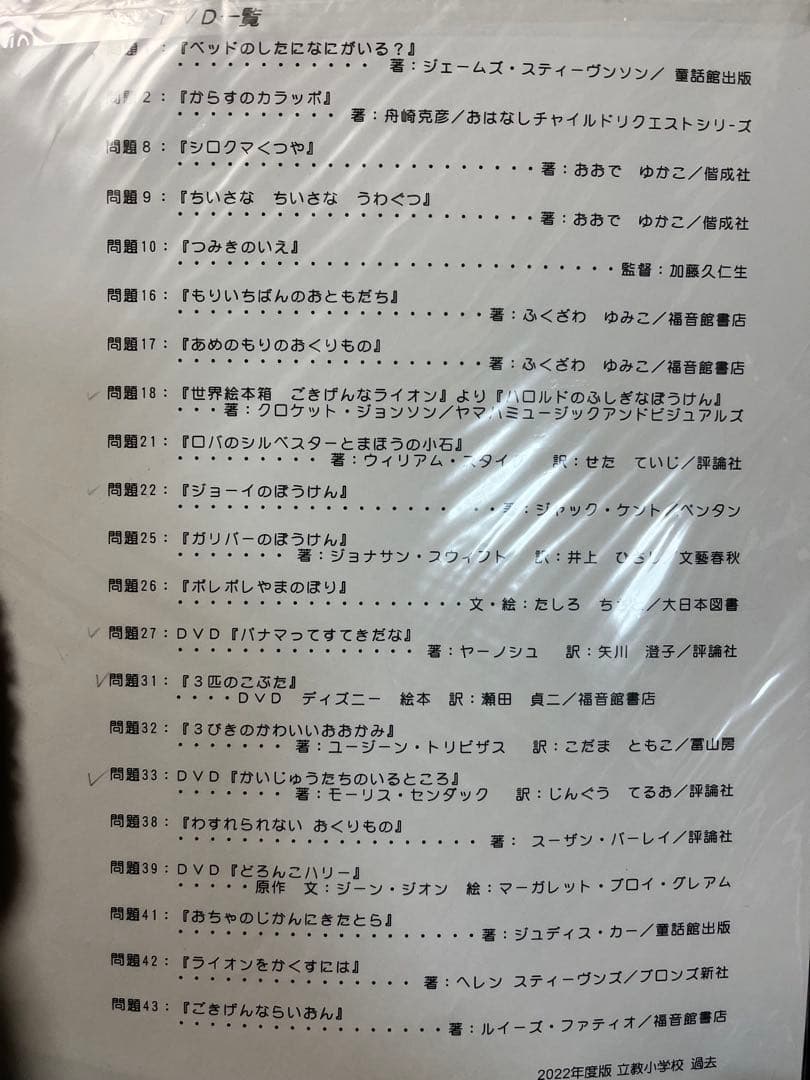 DVD一覧
問題 『ベッドのしたになにがいる？』
・・・・・・・・・・・・・ 著：ジェームズ・スティーヴンソン／ 童話館出版
問題 2：『からすのカラッポ』
・・・・・・・・・・・ 著：舟崎克彦／おはなしチャイルドリクエストシリーズ
問題 8：『シロクマくつや』
・・・・・・・・・・・・・・・・・・・・・・・著：おおで　ゆかこ／偕成社
問題 9：『ちいさな　ちいさな　うわぐつ』
・・・・・・・・・・・・・・・・・・・・・・・著：おおで　ゆかこ／偕成社
問題10：『つみきのいえ』
・・・・・・・・・・・・・・・・・・・・・・・・・・・・監督：加藤久仁生
問題16：『もりいちばんのおともだち』
・・・・・・・・・・・・・・・・・・・・著：ふくざわ　ゆみこ／福音館書店
問題17：『あめのもりのおくりもの』
・・・・・・・・・・・・・・・・・・・・著：ふくざわ　ゆみこ／福音館書店
問題18：『世界絵本箱　ごきげんなライオン』より『ハロルドのふしぎなぼうけん』
・・・著：クロケット・ジョンソン／ヤマハミュージックアンドビジュアルズ
問題21：『ロバのシルベスターとまほうの小石』
・・・・・・・・・ 著：ウィリアム・スタイグ　訳：せた　ていじ／評論社
問題22：『ジョーイのぼうけん』
・・・・・・・・・・・・・・・・・・ ・・著：ジャック・ケント／ペンタン
問題25：『ガリバーのぼうけん』
・・・・・・・ 著：ジョナサン・スウィフト　訳：井上　ひさし／文藝春秋
問題26：『ポレポレやまのぼり』
・・・・・・・・・・・・・・・・・・文・絵：たしろ　ちさと／大日本図書
問題27：DVD『パナマってすてきだな』
・・・・・・・・・・・・・・・ 著：ヤーノシュ　訳：矢川　澄子／評論社
問題31：『３匹のこぶた』
・・・・DVD　ディズニー　絵本　訳：瀬田　貞二／福音館書店
問題32：『３びきのかわいいおおかみ』
・・・・・・・ 著：ユージーン・トリビザス　訳：こだま　ともこ／冨山房
問題33：DVD『かいじゅうたちのいるところ』
・・・・・・・ 著：モーリス・センダック　訳：じんぐう　てるお／評論社
問題38：『わすれられない おくりもの』
・・・・・・・・・・・・・・・・・・・・ 著： スーザン・バーレイ／評論社
問題39：DVD『どろんこハリー』
・・・・・原作　文：ジーン・ジオン　絵：マーガレット・ブロイ・グレアム
問題41：『おちゃのじかんにきたとら』
・・・・・・・・・・・・・・・・・・・著：ジュディス・カー／童話館出版
問題42：『ライオンをかくすには』
・・・・・・・・・・・・・・・ 著：ヘレン スティーヴンズ／ブロンズ新社
問題43：『ごきげんならいおん』
・・・・・・・・・・・・・・・・・著：ルイーズ・ファティオ／福音館書店
2022年度版 立教小学校 過去